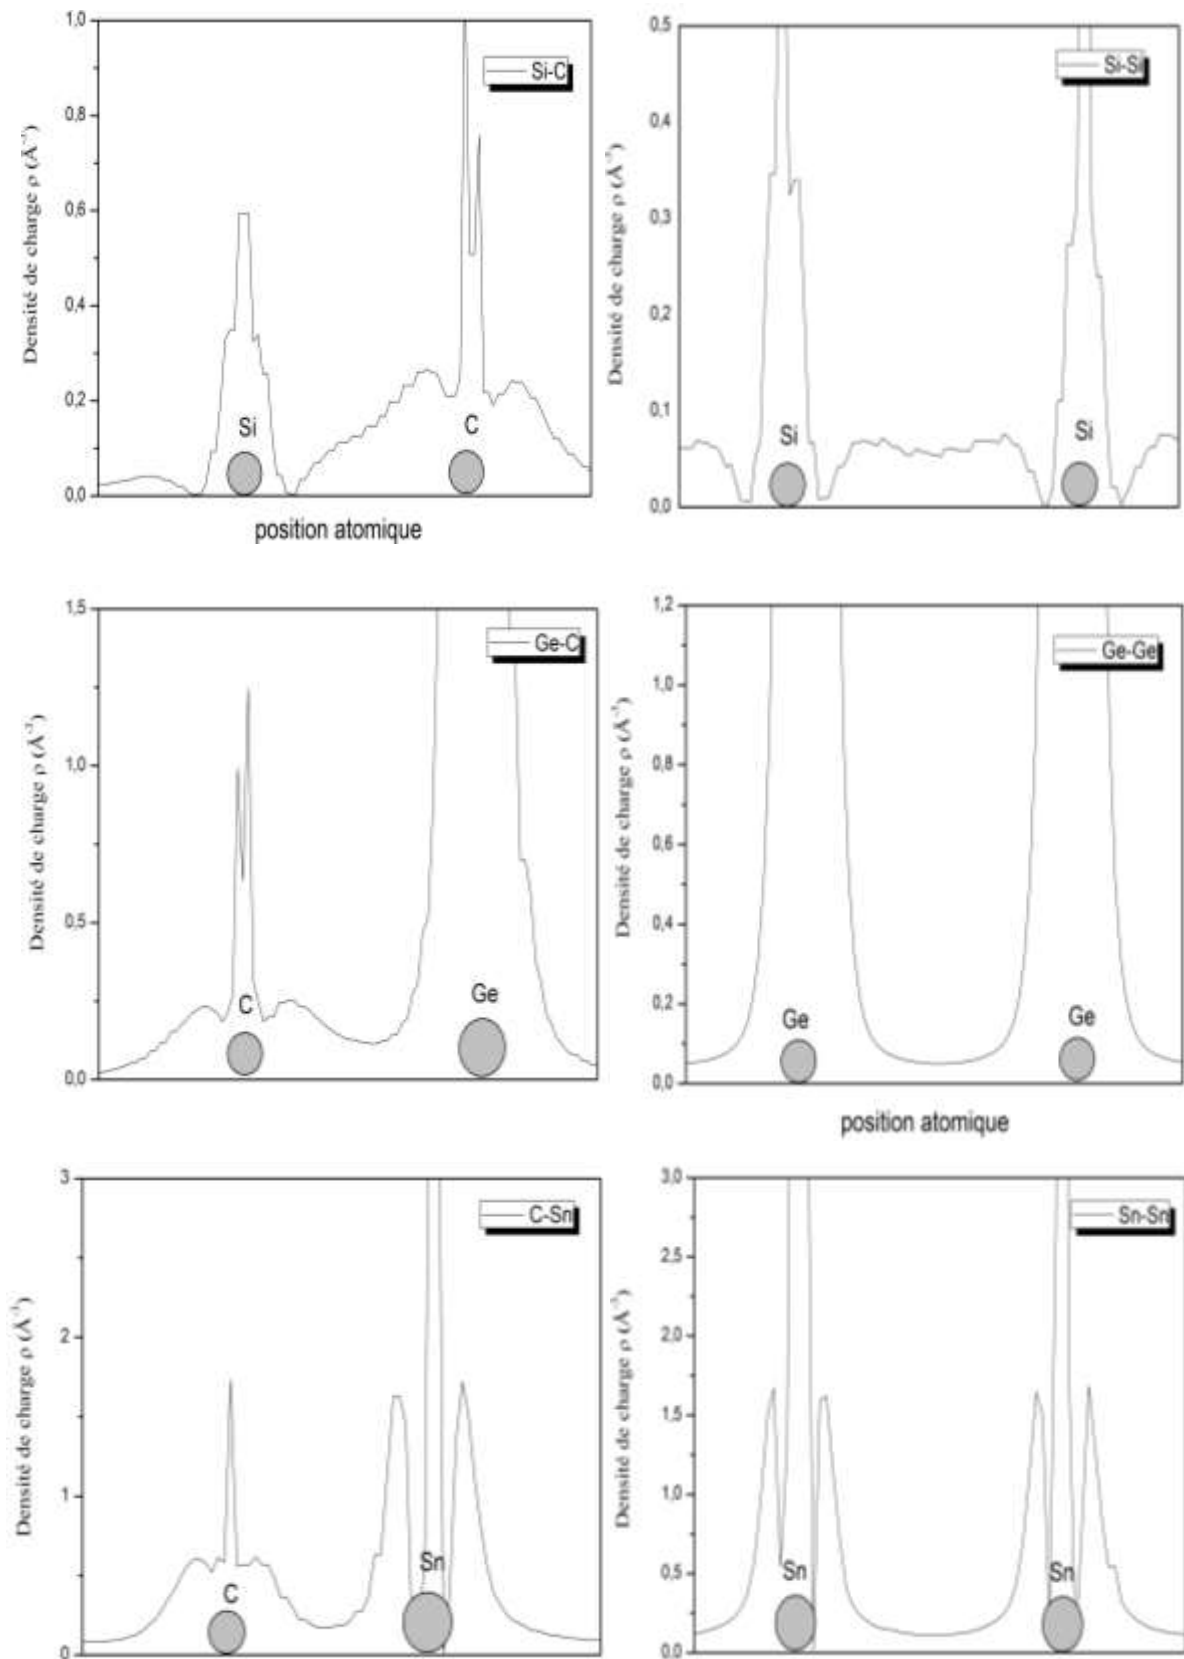 1,0
0,8
0,6
0,4
0,2
0,0
Densité de charge ρ (Å⁻³)
Si-C
Si
C
position atomique
0,5
0,4
0,3
0,2
0,1
0,0
Densité de charge ρ (Å⁻³)
Si-Si
Si
Si
1,5
1,0
0,5
0,0
Densité de charge ρ (Å⁻³)
Ge-C
C
Ge
1,2
1,0
0,8
0,6
0,4
0,2
0,0
Densité de charge ρ (Å⁻³)
Ge-Ge
Ge
Ge
position atomique
3
2
1
0
Densité de charge ρ (Å⁻³)
C-Sn
C
Sn
3,0
2,5
2,0
1,5
1,0
0,5
0,0
Densité de charge ρ (Å⁻³)
Sn-Sn
Sn
Sn